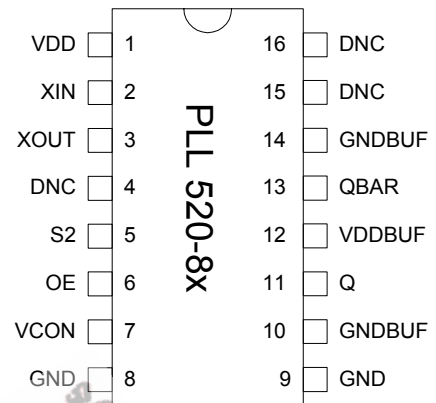 VDD 1 16 DNC
XIN 2 15 DNC
XOUT 3 14 GNDBUF
DNC 4 13 QBAR
S2 5 12 VDDBUF
OE 6 11 Q
VCON 7 10 GNDBUF
GND 8 9 GND
PLL 520-8x